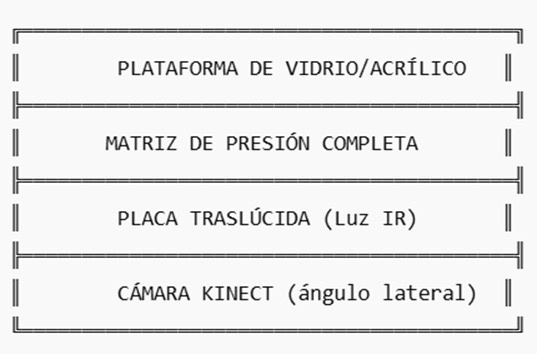 PLATAFORMA DE VIDRIO/ACRÍLICO
MATRIZ DE PRESIÓN COMPLETA
PLACA TRASLÚCIDA (Luz IR)
CÁMARA KINECT (ángulo lateral)